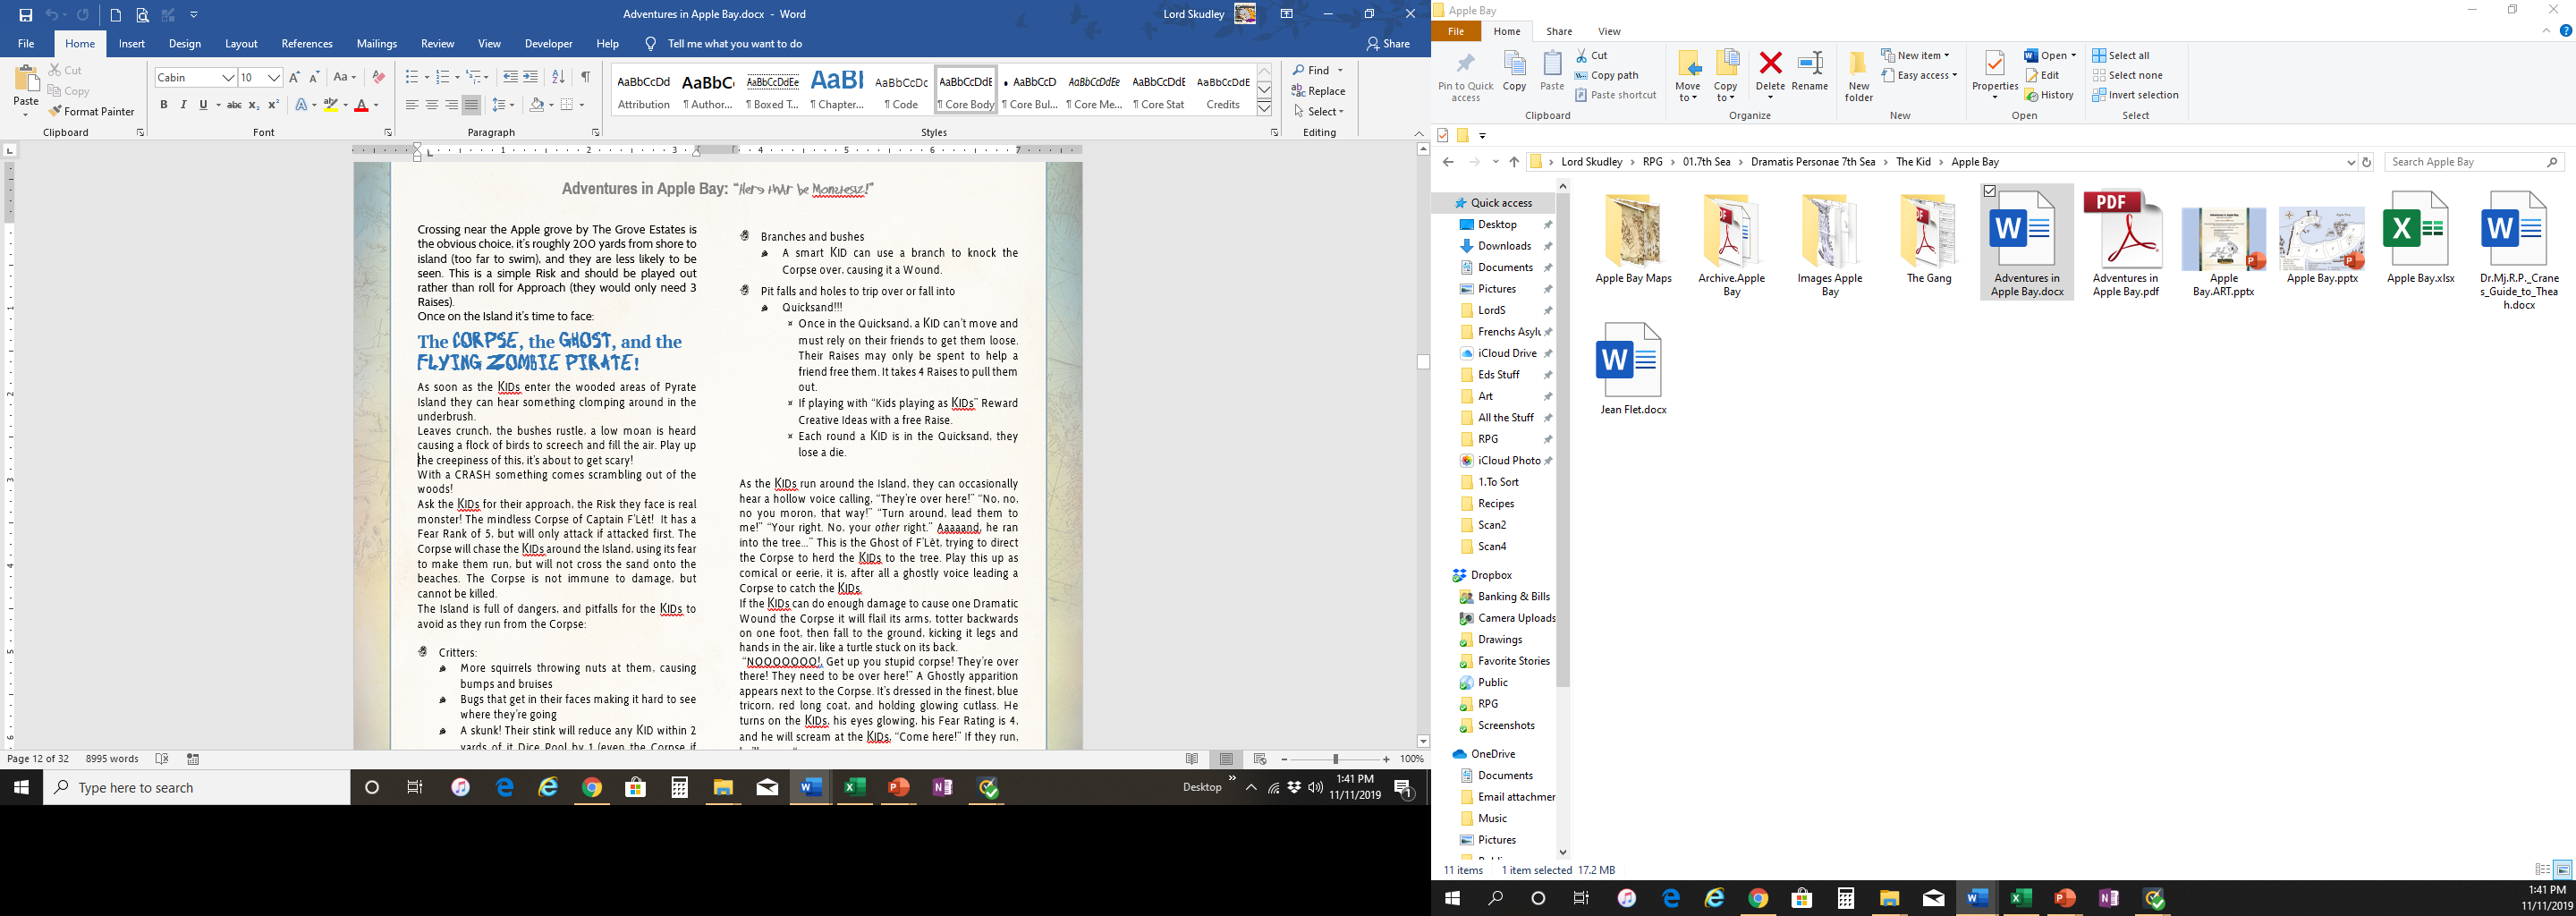 Adventures in Apple Bay.docx - Word
Lord Skudley
File Home Insert Design Layout References Mailings Review View Developer Help Tell me what you want to do Share
Paste
Cut
Copy
Format Painter
Clipboard
Cabin 10
Font
Paragraph
AaBbCcDd AaBbC AaBbCcDdEe AaBl AaBbCcDc AaBbCcDdE AaBbCcD AaBbCcDdEe AaBbCcDdE AaBbCcDdE
Attribution ¶ Author... ¶ Boxed T... ¶ Chapter... ¶ Code ¶ Core Body ¶ Core Bul... ¶ Core Me... ¶ Core Stat Credits
Styles
Find
Replace
Select
Editing
Adventures in Apple Bay: "Here thar be Monstesz!"
Crossing near the Apple grove by The Grove Estates is
the obvious choice, it's roughly 200 yards from shore to
island (too far to swim), and they are less likely to be
seen. This is a simple Risk and should be played out
rather than roll for Approach (they would only need 3
Raises).
Once on the Island it's time to face:
The CORPSE, the GHOST, and the
FLYING ZOMBIE PIRATE!
As soon as the KIDs enter the wooded areas of Pyrate
Island they can hear something clomping around in the
underbrush.
Leaves crunch, the bushes rustle, a low moan is heard
causing a flock of birds to screech and fill the air. Play up
the creepiness of this, it's about to get scary!
With a CRASH something comes scrambling out of the
woods!
Ask the KIDs for their approach, the Risk they face is real
monster! The mindless Corpse of Captain F'Lèt! It has a
Fear Rank of 5, but will only attack if attacked first. The
Corpse will chase the KIDs around the Island, using its fear
to make them run, but will not cross the sand onto the
beaches. The Corpse is not immune to damage, but
cannot be killed.
The Island is full of dangers, and pitfalls for the KIDs to
avoid as they run from the Corpse:
Critters:
More squirrels throwing nuts at them, causing
bumps and bruises
Bugs that get in their faces making it hard to see
where they're going
A skunk! Their stink will reduce any KID within 2
yards of it Dice Pool by 1 (even the Corpse if
Branches and bushes
A smart KID can use a branch to knock the
Corpse over, causing it a Wound.
Pit falls and holes to trip over or fall into
Quicksand!!!
Once in the Quicksand, a KID can't move and
must rely on their friends to get them loose.
Their Raises may only be spent to help a
friend free them. It takes 4 Raises to pull them
out.
If playing with "Kids playing as KIDs" Reward
Creative Ideas with a free Raise.
Each round a KID is in the Quicksand, they
lose a die.
As the KIDs run around the Island, they can occasionally
hear a hollow voice calling, "They're over here!" "No, no,
no you moron, that way!" "Turn around, lead them to
me!" "Your right. No, your other right." Aaaaand, he ran
into the tree..." This is the Ghost of F'Lèt, trying to direct
the Corpse to herd the KIDs to the tree. Play this up as
comical or eerie, it is, after all a ghostly voice leading a
Corpse to catch the KIDs.
If the KIDs can do enough damage to cause one Dramatic
Wound the Corpse it will flail its arms, totter backwards
on one foot, then fall to the ground, kicking it legs and
hands in the air, like a turtle stuck on its back.
"NOOOOOOO!, Get up you stupid corpse! They're over
there! They need to be over here!" A Ghostly apparition
appears next to the Corpse. It's dressed in the finest, blue
tricorn, red long coat, and holding glowing cutlass. He
turns on the KIDs, his eyes glowing, his Fear Rating is 4,
and he will scream at the KIDs, "Come here!" If they run,
Page 12 of 32 8995 words 100%
Type here to search
Desktop 1:41 PM
11/11/2019
Apple Bay
File Home Share View
Pin to Quick access
Copy
Paste
Cut
Copy path
Paste shortcut
Clipboard
Move to
Copy to
Delete
Rename
Organize
New folder
New item
Easy access
New
Properties
Open
Edit
History
Open
Select all
Select none
Invert selection
Select
Lord Skudley > RPG > 01.7th Sea > Dramatis Personae 7th Sea > The Kid > Apple Bay
Search Apple Bay
Quick access
Desktop
Downloads
Documents
Pictures
LordS
Frenchs Asylu
iCloud Drive
Eds Stuff
Art
All the Stuff
RPG
iCloud Photo
1.To Sort
Recipes
Scan2
Scan4
Dropbox
Banking & Bills
Camera Uploads
Drawings
Favorite Stories
Public
RPG
Screenshots
OneDrive
Documents
Email attachmer
Music
Pictures
Apple Bay Maps
Archive.Apple Bay
Images Apple Bay
The Gang
Adventures in Apple Bay.docx
Adventures in Apple Bay.pdf
Apple Bay.ART.pptx
Apple Bay.pptx
Apple Bay.xlsx
Dr.Mj.R.P._Cranes_Guide_to_Theah.docx
Jean Flet.docx
11 items 1 item selected 17.2 MB
1:41 PM
11/11/2019